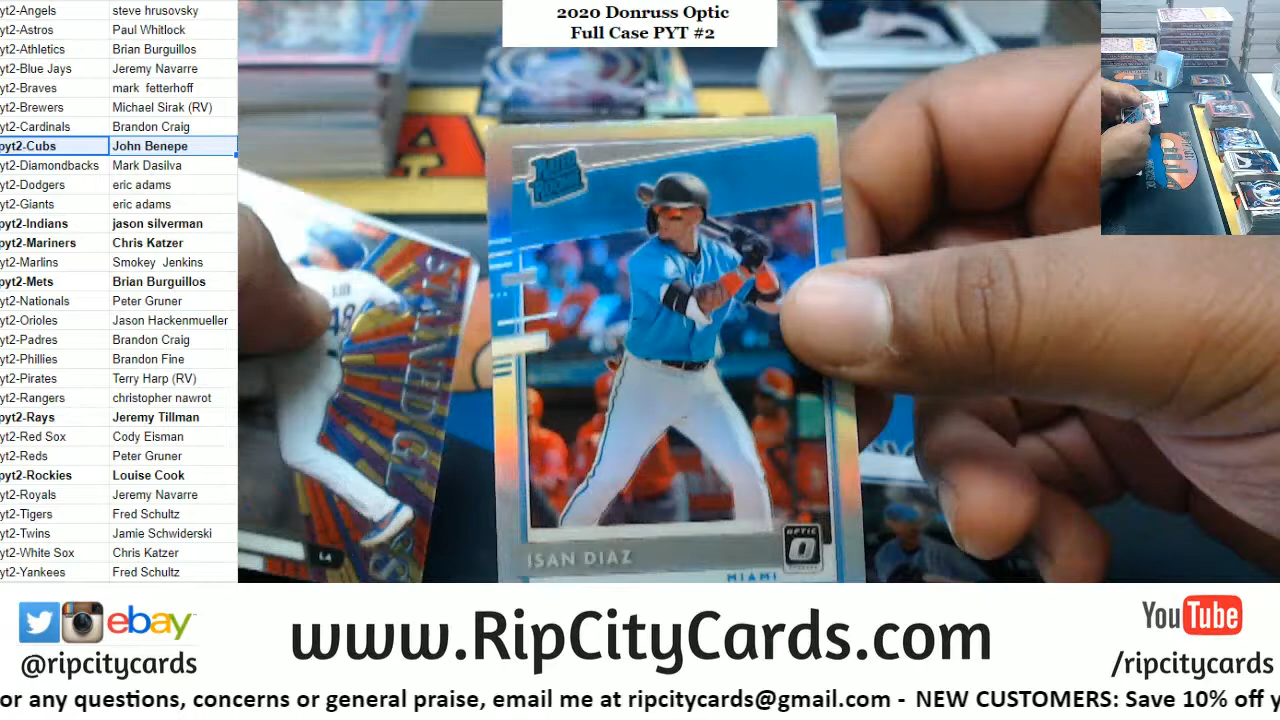 yt2-Angels steve hrusovsky
yt2-Astros Paul Whitlock
yt2-Athletics Brian Burguillos
yt2-Blue Jays Jeremy Navarre
yt2-Braves mark fetterhoff
yt2-Brewers Michael Sirak (RV)
yt2-Cardinals Brandon Craig
pyt2-Cubs John Benepe
yt2-Diamondbacks Mark Dasilva
yt2-Dodgers eric adams
yt2-Giants eric adams
pyt2-Indians jason silverman
pyt2-Mariners Chris Katzer
yt2-Marlins Smokey Jenkins
pyt2-Mets Brian Burguillos
yt2-Nationals Peter Gruner
yt2-Orioles Jason Hackenmueller
yt2-Padres Brandon Craig
yt2-Phillies Brandon Fine
yt2-Pirates Terry Harp (RV)
yt2-Rangers christopher nawrot
pyt2-Rays Jeremy Tillman
yt2-Red Sox Cody Elsman
yt2-Reds Peter Gruner
pyt2-Rockies Louise Cook
yt2-Royals Jeremy Navarre
yt2-Tigers Fred Schultz
yt2-Twins Jamie Schwiderski
yt2-White Sox Chris Katzer
yt2-Yankees Fred Schultz
2020 Donruss Optic
Full Case PYT #2
RATED
ROOKIE
OPTIC
ISAN DIAZ
MIAMI
STAINED
ebay
@ripcitycards
www.RipCityCards.com
YouTube
/ripcitycards
or any questions, concerns or general praise, email me at ripcitycards@gmail.com - NEW CUSTOMERS: Save 10% off y